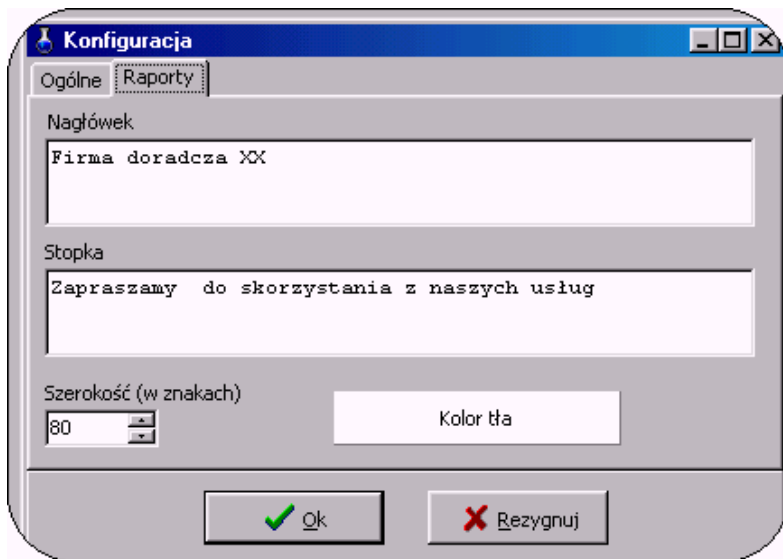 Konfiguracja
Ogólne Raporty
Nagłówek
Firma doradcza XX
Stopka
Zapraszamy  do skorzystania z naszych usług
Szerokość (w znakach)
80
Kolor tła
Ok Rezygnuj